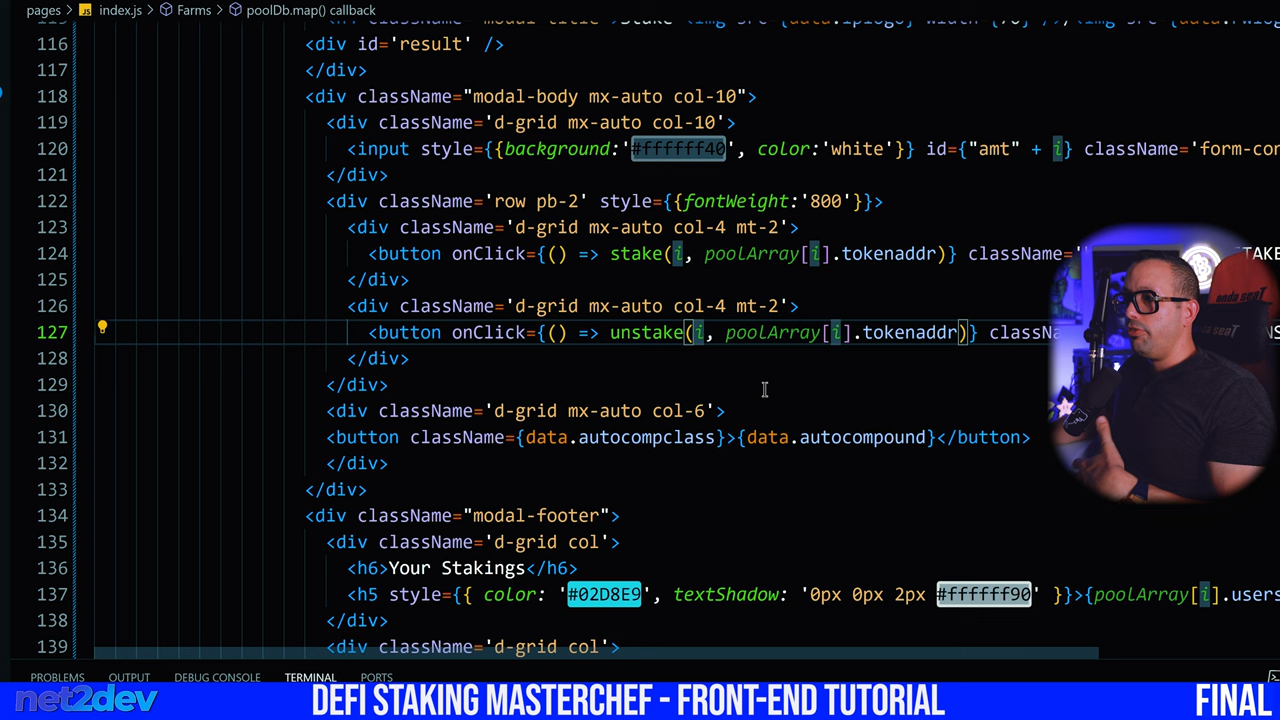 pages > JS index.js > Farms > poolDb.map() callback
116 <div id='result' />
117 </div>
118 <div className="modal-body mx-auto col-10">
119 <div className='d-grid mx-auto col-10'>
120 <input style={{background:'#ffffff40', color:'white'}} id={"amt" + i} className='form-con
121 </div>
122 <div className='row pb-2' style={{fontWeight:'800'}}>
123 <div className='d-grid col-4 mt-2'>
124 <button onClick={() => stake(i, poolArray[i].tokenaddr)} className=' TAKE
125 </div>
126 <div className='d-grid col-4 mt-2'>
127 <button onClick={() => unstake(i, poolArray[i].tokenaddr)} classNa
128 </div>
129 </div>
130 <div className='d-grid mx-auto col-6'>
131 <button className={data.autocompclass}>{data.autocompound}</button>
132 </div>
133 </div>
134 <div className="modal-footer">
135 <div className='d-grid col'>
136 <h6>Your Stakings</h6>
137 <h5 style={{ color: '#02D8E9', textShadow: '0px 0px 2px #ffffff90' }}>{poolArray[i].users
138 </div>
139 <div className='d-grid col'>
PROBLEMS OUTPUT DEBUG CONSOLE TERMINAL PORTS
net2dev DEFI STAKING MASTERCHEF - FRONT-END TUTORIAL FINAL